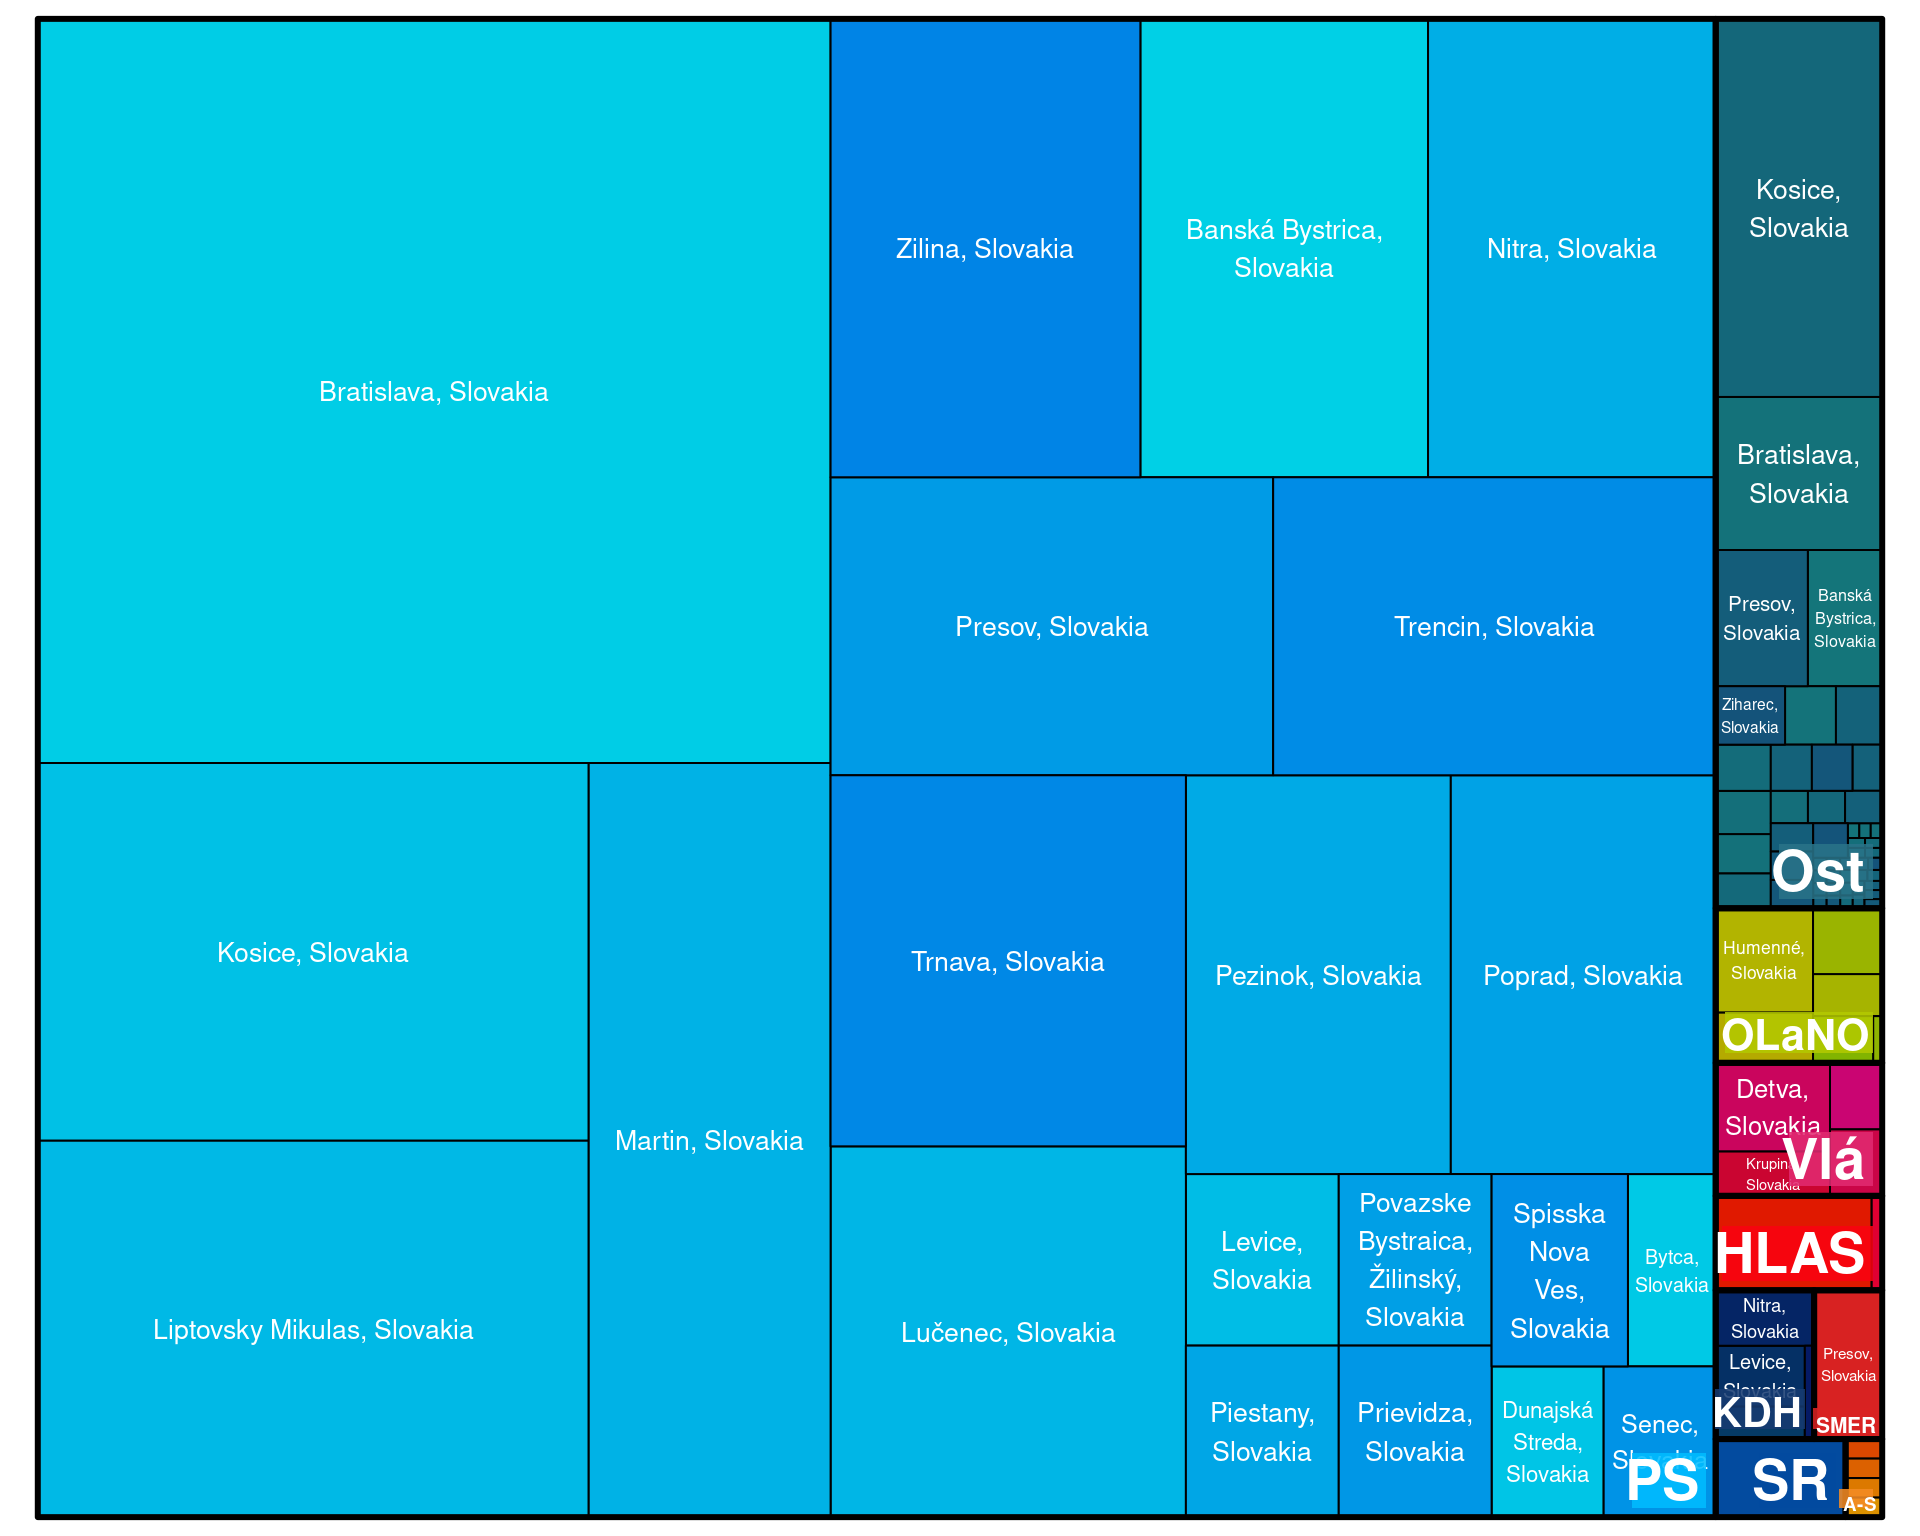 Bratislava, Slovakia
Zilina, Slovakia
Banská Bystrica,
Slovakia
Nitra, Slovakia
Presov, Slovakia
Trencin, Slovakia
Kosice, Slovakia
Liptovsky Mikulas, Slovakia
Martin, Slovakia
Trnava, Slovakia
Lučenec, Slovakia
Pezinok, Slovakia
Poprad, Slovakia
Levice,
Slovakia
Povazske
Bystraica,
Žilinský,
Slovakia
Spisska
Nova
Ves,
Slovakia
Bytca,
Slovakia
Piestany,
Slovakia
Prievidza,
Slovakia
Dunajská
Streda,
Slovakia
Senec,
Slovakia
PS
Kosice,
Slovakia
Bratislava,
Slovakia
Presov,
Slovakia
Banská
Bystrica,
Slovakia
Ziharec,
Slovakia
Ost
Humenné,
Slovakia
OLaNO
Detva,
Slovakia
Krupina,
Slovakia
Vlá
HLAS
Nitra,
Slovakia
Levice,
Slovakia
KDH
Presov,
Slovakia
SMER
SR
A-S